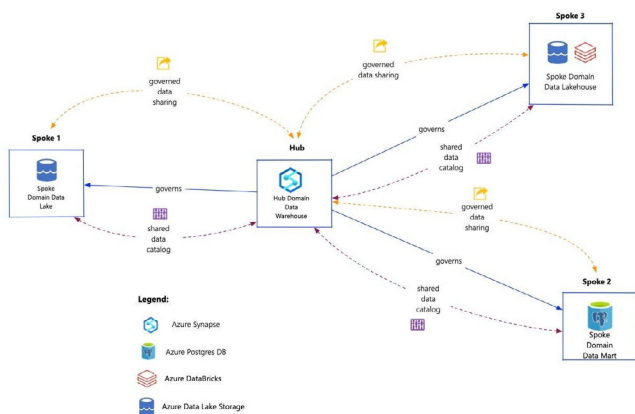 Spoke 3
Spoke Domain
Data Lakehouse
governed
data sharing
governed
data
sharing
governs
shared
data
catalog
Spoke 1
Spoke
Domain Data
Lake
Hub
Hub Domain
Data
Warehouse
governs
shared
data
catalog
governed
data
sharing
governs
shared
data
catalog
Spoke 2
Spoke
Domain
Data Mart
Legend:
Azure Synapse
Azure Postgres DB
Azure DataBricks
Azure Data Lake Storage